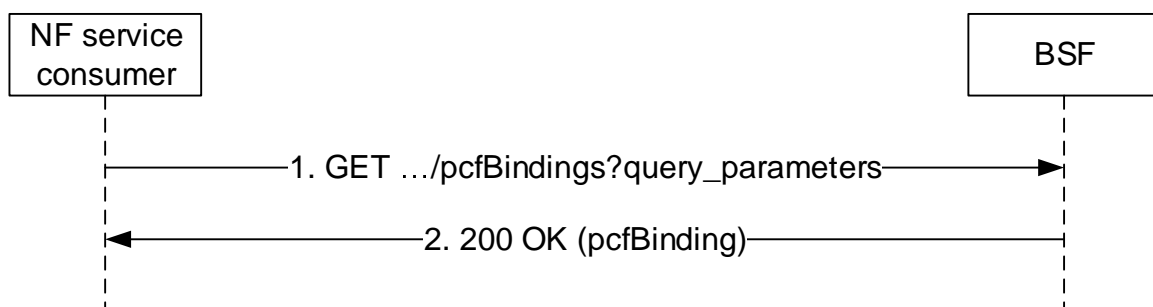 NF service
consumer
BSF
1. GET …/pcfBindings?query_parameters
2. 200 OK (pcfBinding)